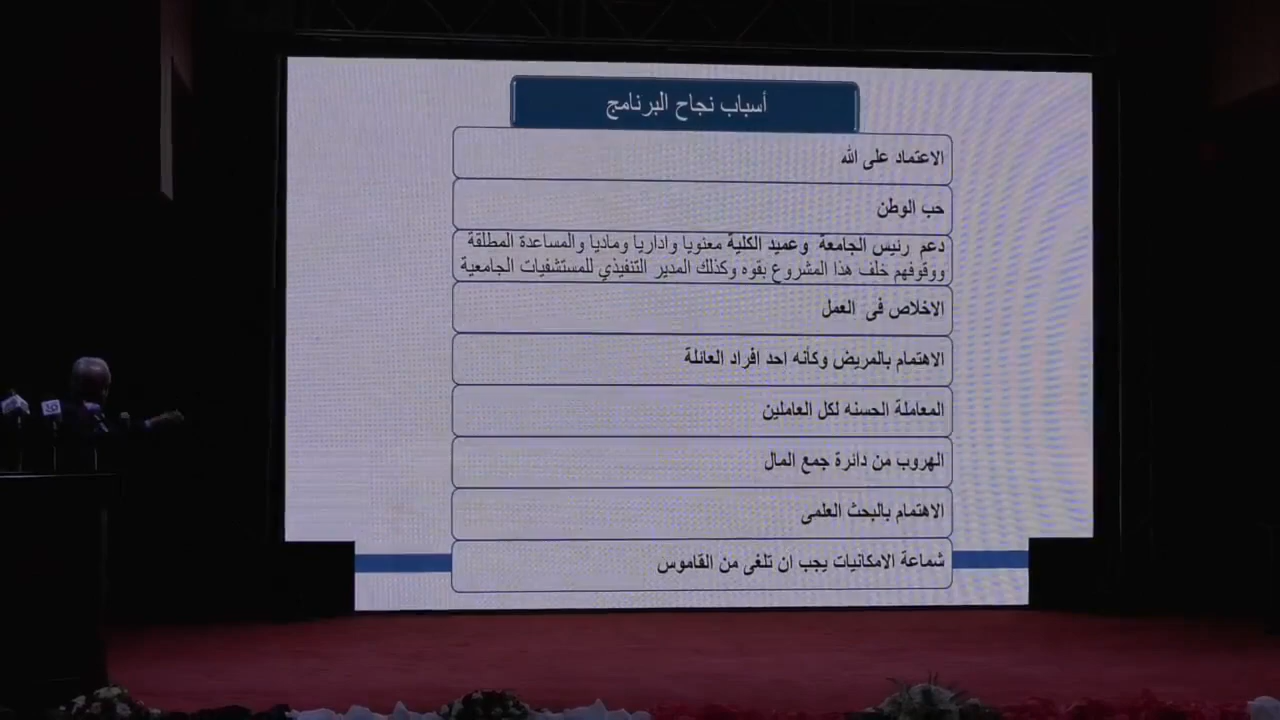 أسباب نجاح البرنامج
الاعتماد على الله
حب الوطن
دعم رئيس الجامعة وعميد الكلية معنويا واداريا وماديا والمساعدة المطلقة
ووقوفهم خلف هذا المشروع بقوه وكذلك المدير التنفيذي للمستشفيات الجامعية
الاخلاص فى العمل
الاهتمام بالمريض وكأنه احد افراد العائلة
المعاملة الحسنه لكل العاملين
الهروب من دائرة جمع المال
الاهتمام بالبحث العلمى
شماعة الامكانيات يجب ان تلغى من القاموس